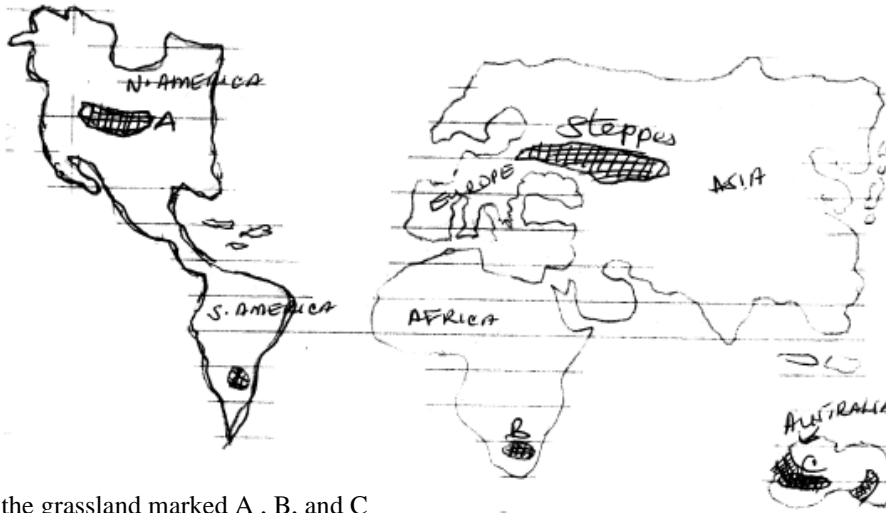 N. AMERICA
A
Steppes
EUROPE
ASIA
S. AMERICA
AFRICA
B
AUSTRALIA
C
the grassland marked A , B, and C